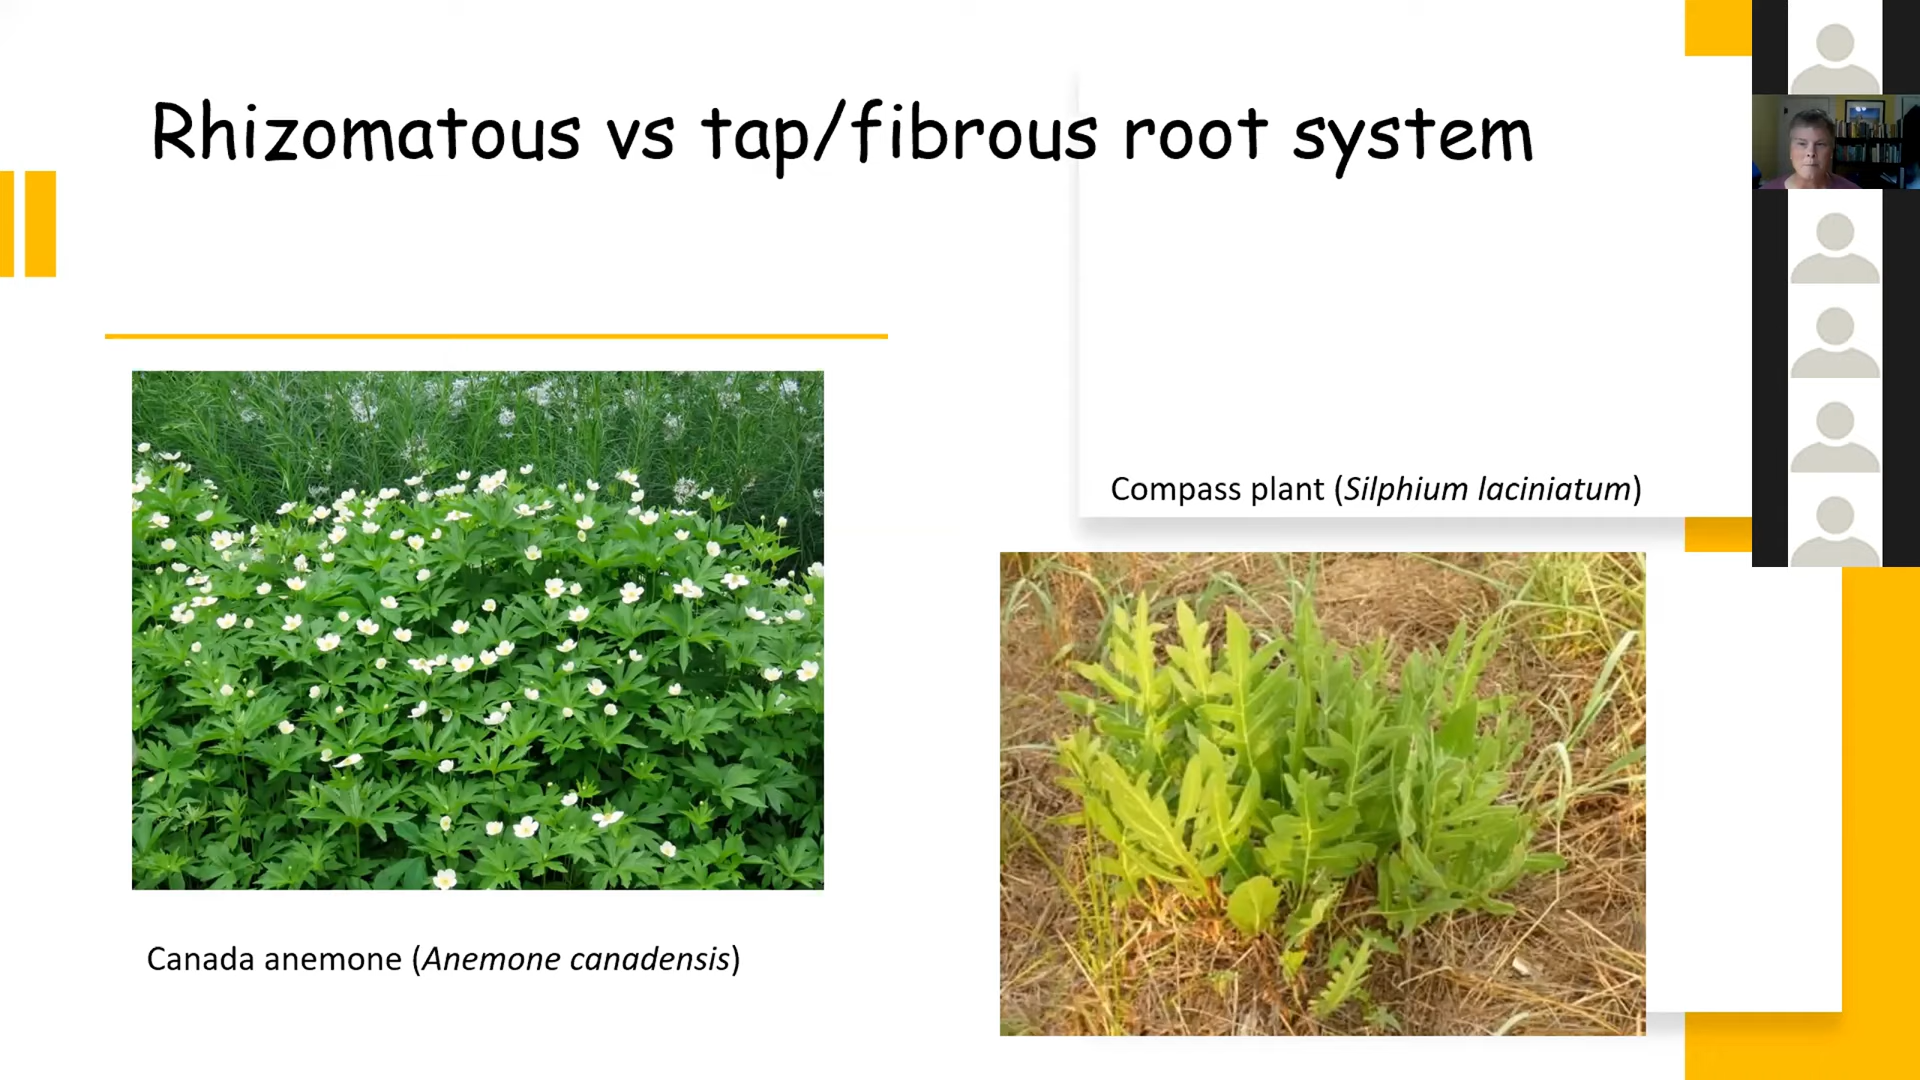 Rhizomatous vs tap/fibrous root system
Compass plant (Silphium laciniatum)
Canada anemone (Anemone canadensis)